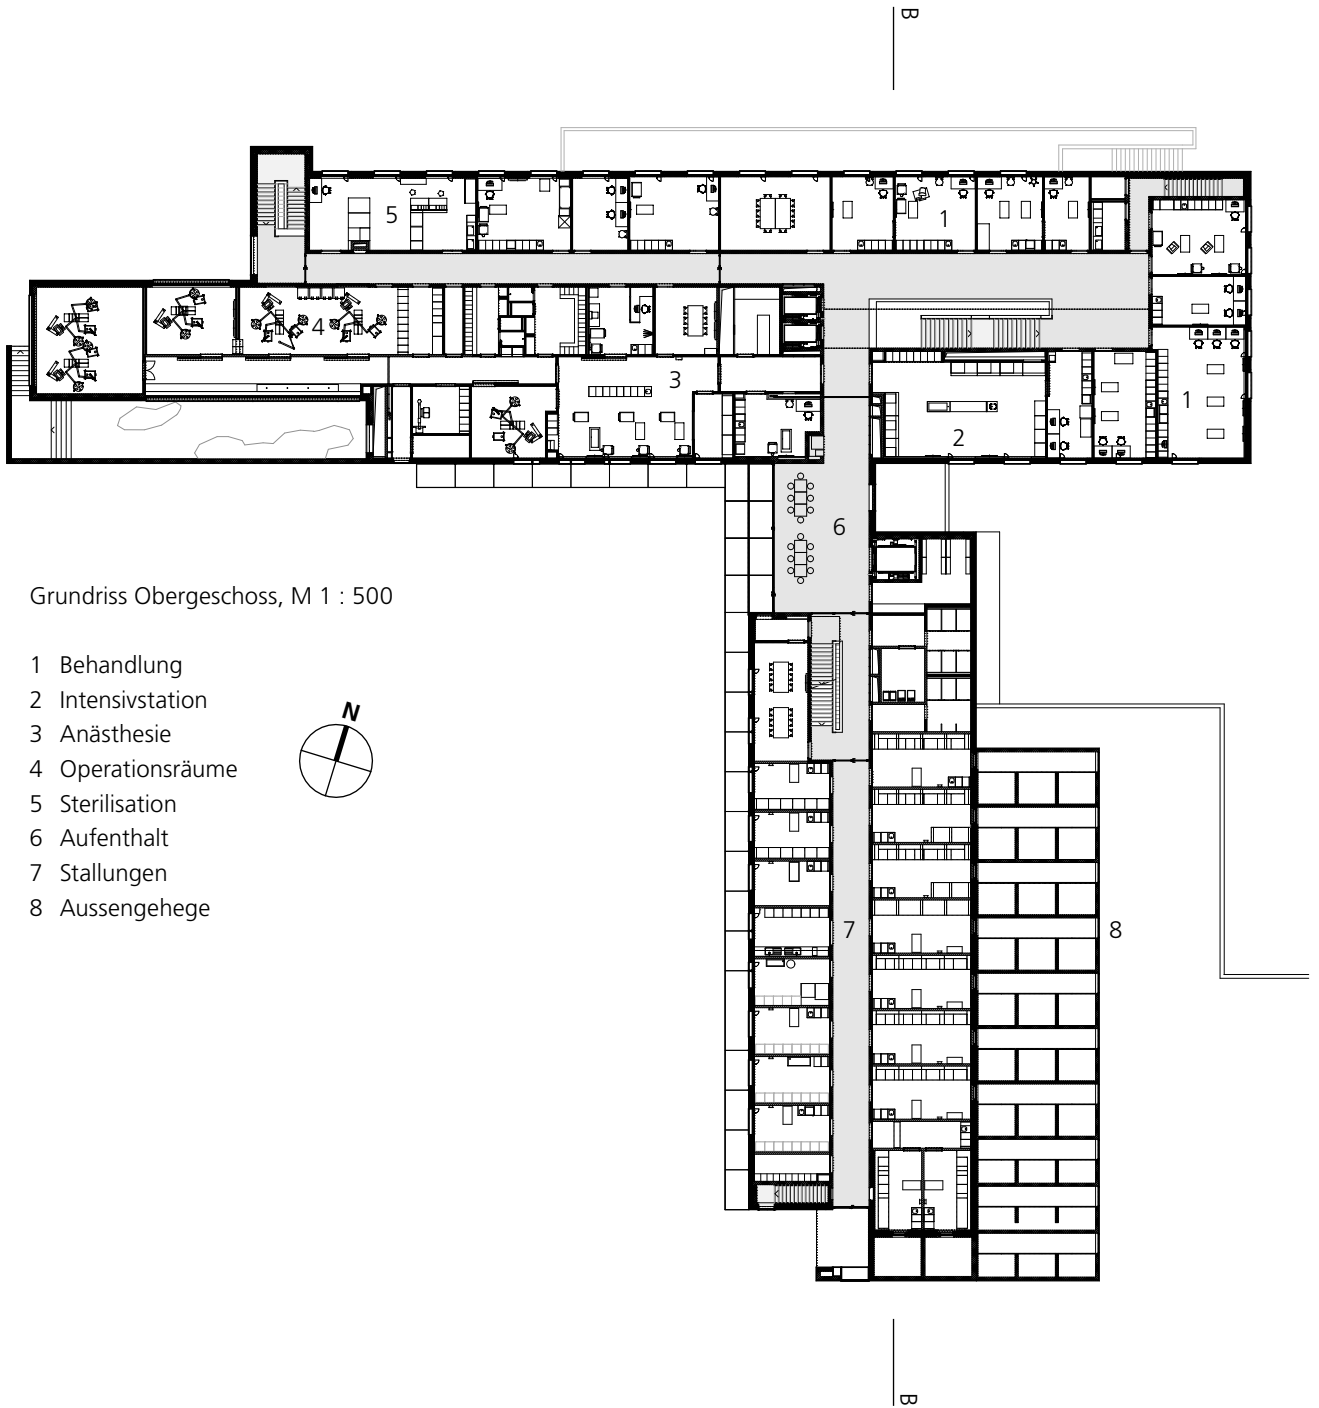 B
5
1
4
3
1
2
6
Grundriss Obergeschoss, M 1 : 500
1 Behandlung
2 Intensivstation
3 Anästhesie
4 Operationsräume
5 Sterilisation
6 Aufenthalt
7 Stallungen
8 Aussengehege
N
7
8
B